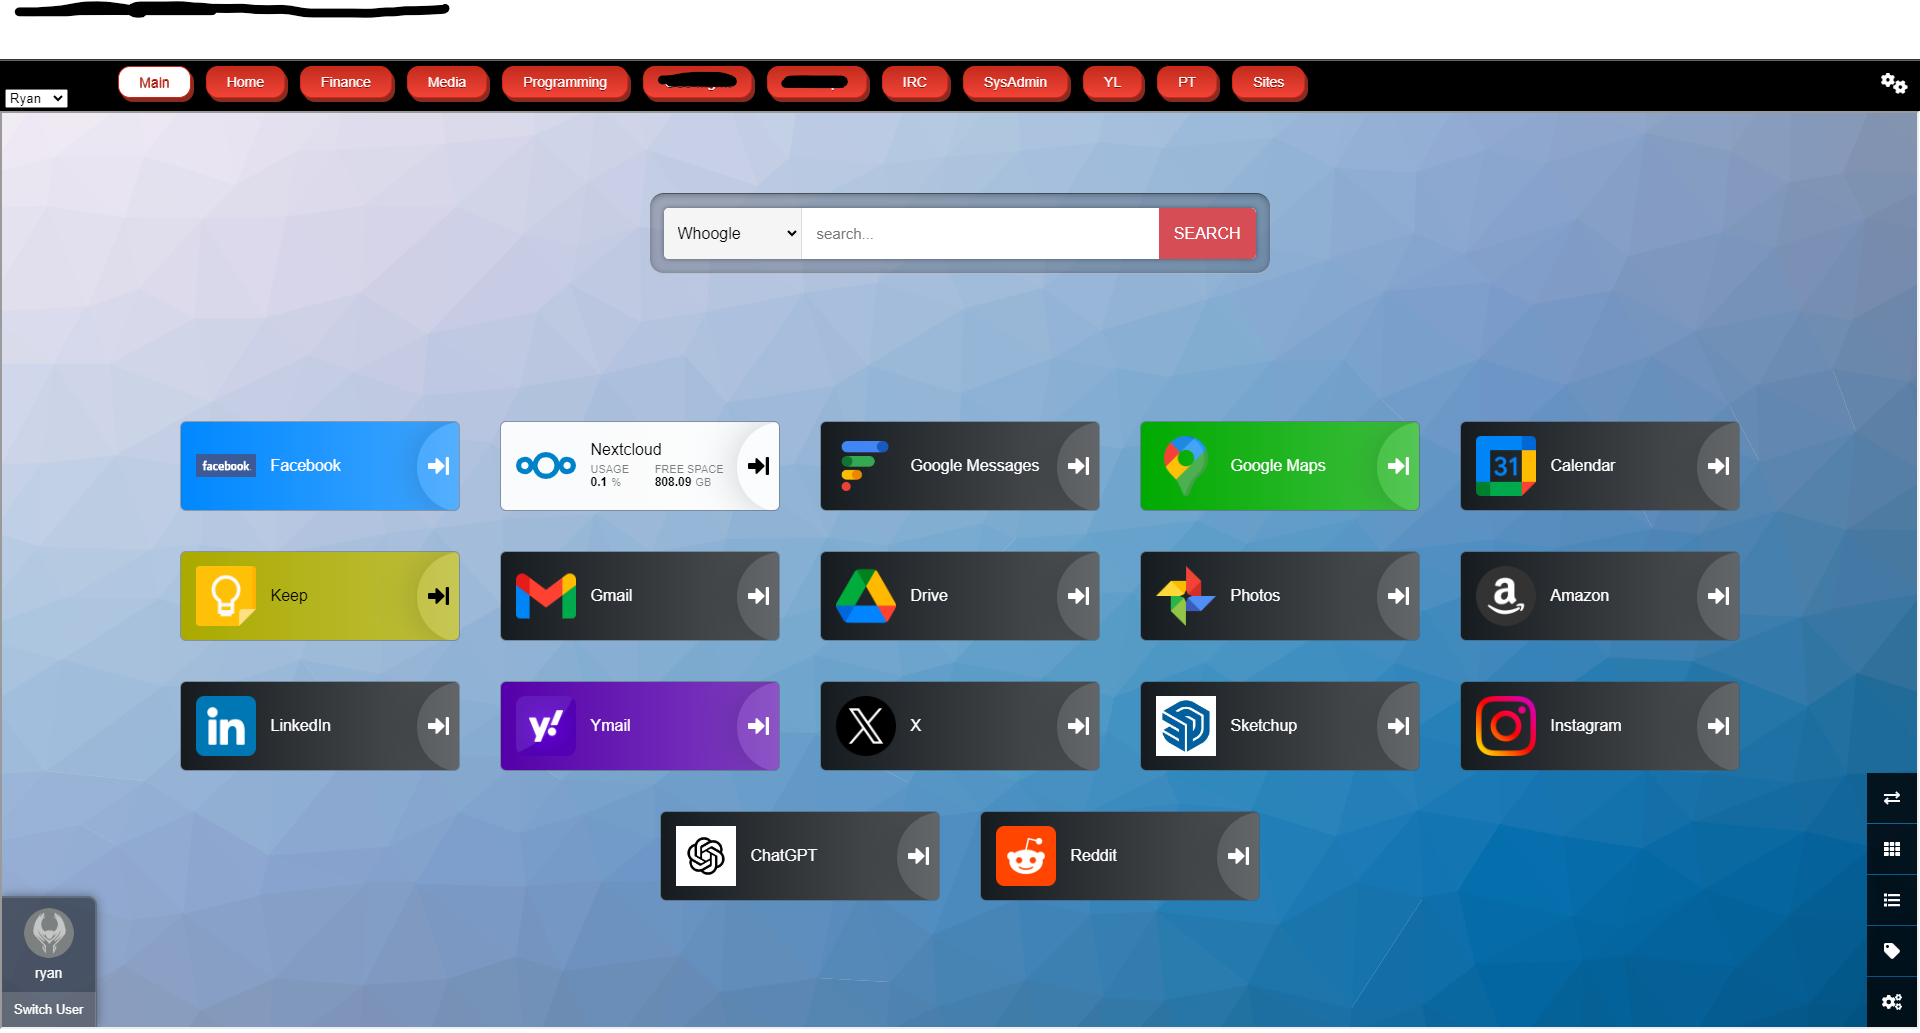 Main Home Finance Media Programming IRC SysAdmin YL PT Sites
Ryan
Whoogle search... SEARCH
facebook Facebook
Nextcloud
USAGE FREE SPACE
0.1 % 808.09 GB
Google Messages
Google Maps
31 Calendar
Keep
Gmail
Drive
Photos
a Amazon
in LinkedIn
y! Ymail
X
Sketchup
Instagram
ChatGPT
Reddit
ryan
Switch User